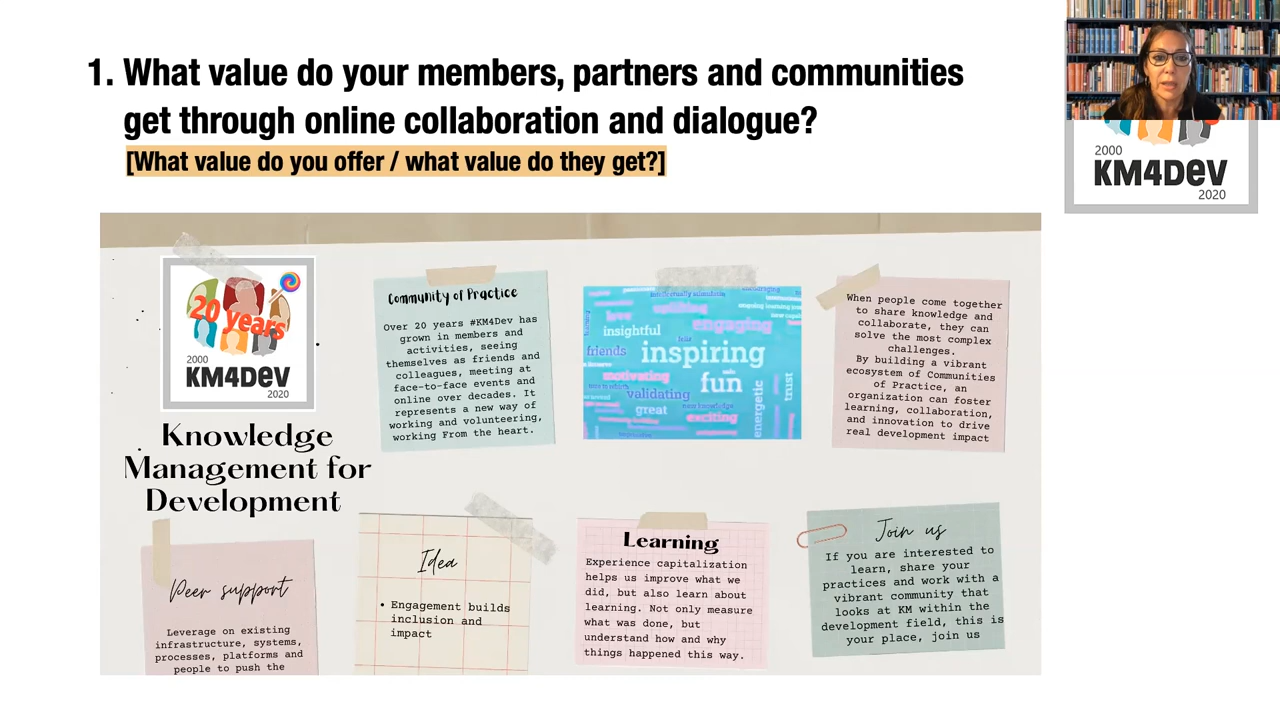 1. What value do your members, partners and communities
get through online collaboration and dialogue?
[What value do you offer / what value do they get?]
2000
KM4DEV
2020
20 years
2000
KM4DEV
2020
Knowledge
Management for
Development
Community of Practice
Over 20 years #KM4Dev has
grown in members and
activities, seeing
themselves as friends and
colleagues, meeting at
face-to-face events and
online over decades. It
represents a new way of
working and volunteering,
working From the heart.
intellectually stimulating
love
insightful
engaging
friends
inspiring
motivating
fun
validating
great
new knowledge
exciting
energetic
trust
When people come together
to share knowledge and
collaborate, they can
solve the most complex
challenges.
By building a vibrant
ecosystem of Communities
of Practice, an
organization can foster
learning, collaboration,
and innovation to drive
real development impact
Peer support
Leverage on existing
infrastructure, systems,
processes, platforms and
people to push the
Idea
• Engagement builds
inclusion and
impact
Learning
Experience capitalization
helps us improve what we
did, but also learn about
learning. Not only measure
what was done, but
understand how and why
things happened this way.
Join us
If you are interested to
learn, share your
practices and work with a
vibrant community that
looks at KM within the
development field, this is
your place, join us